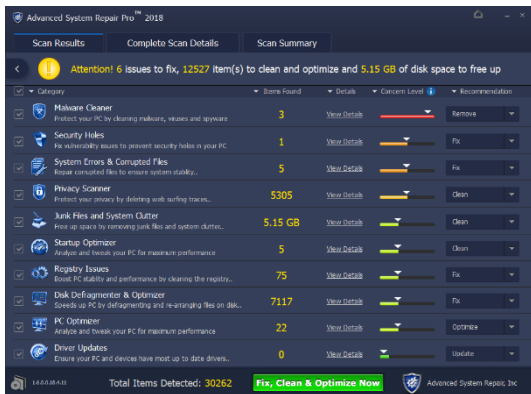 Advanced System Repair Pro™ 2018
Scan Results Complete Scan Details Scan Summary
Attention! 6 issues to fix, 12527 item(s) to clean and optimize and 5.15 GB of disk space to free up
Category Items Found Details Concern Level Recommendation
Malware Cleaner
Protect your PC by cleaning malware, viruses and spyware
3 View Details Remove
Security Holes
Fix vulnerability issues to prevent security holes in your PC
1 View Details Fix
System Errors & Corrupted Files
Repair corrupted files to ensure system stablity..
5 View Details Fix
Privacy Scanner
Protect your privacy by deleting web surfing traces..
5305 View Details Clean
Junk Files and System Clutter
Free up space by removing junk files and system clutter..
5.15 GB View Details Clean
Startup Optimizer
Analyze and tweak your PC for maximum performance
5 View Details Clean
Registry Issues
Boost PC stablity and performance by clearing the registry..
75 View Details Fix
Disk Defragmenter & Optimizer
Speeds up PC by defragmenting and re-arranging files on disk..
7117 View Details Fix
PC Optimizer
Analyze and tweak your PC for maximum performance
22 View Details Optimize
Driver Updates
Ensure your PC and devices have most up to date drivers..
0 View Details Update
Total Items Detected: 30262 Fix, Clean & Optimize Now Advanced System Repair, Inc